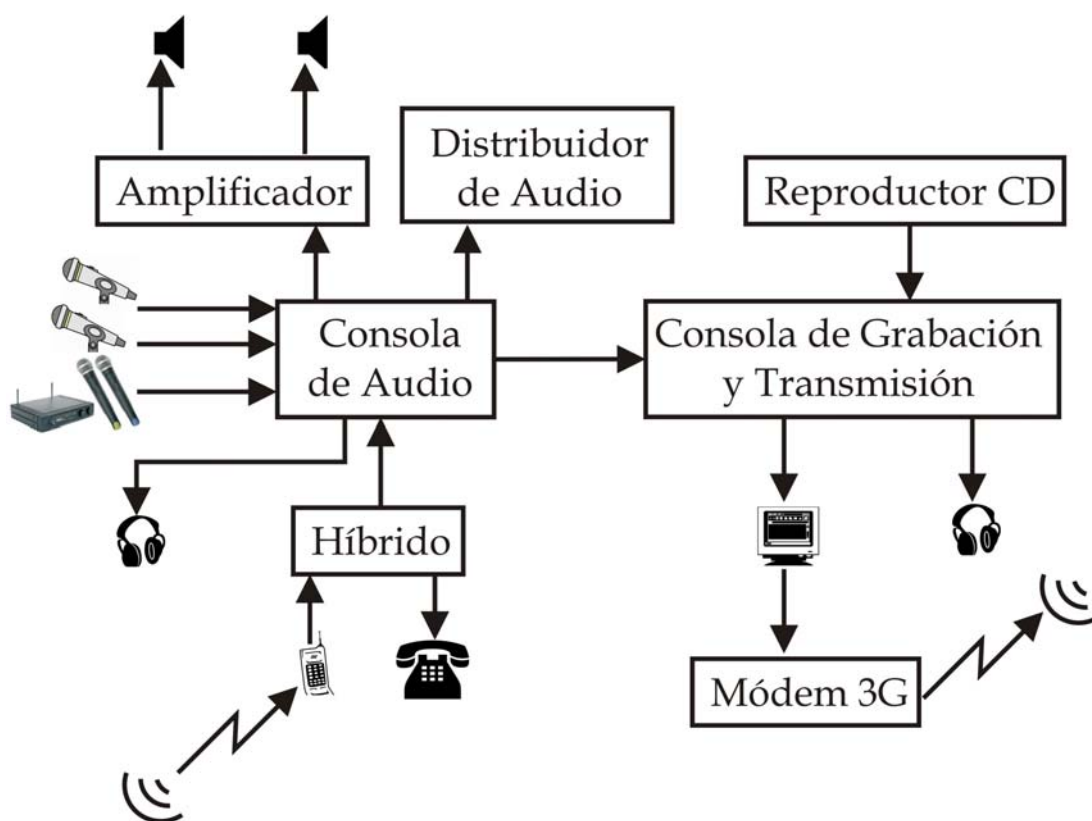 Amplificador
Distribuidor
de Audio
Reproductor CD
Consola
de Audio
Consola de Grabación
y Transmisión
Híbrido
Módem 3G